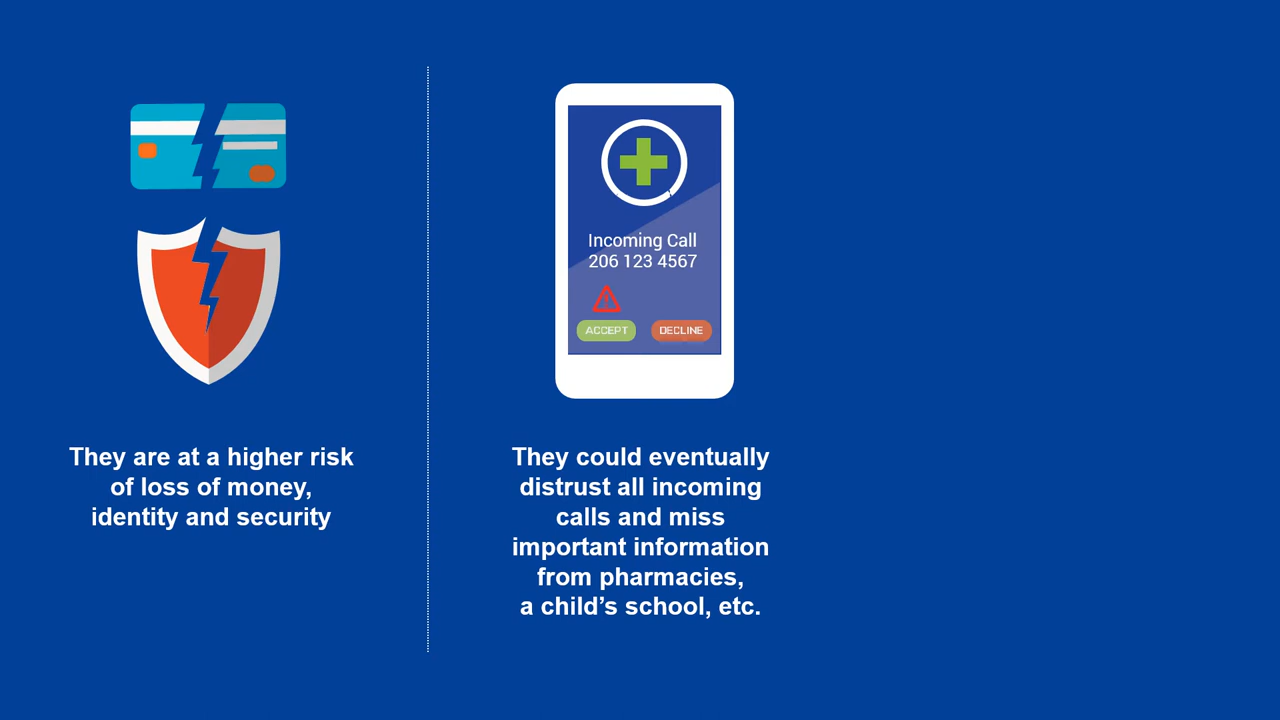 They are at a higher risk
of loss of money,
identity and security
Incoming Call
206 123 4567
ACCEPT
DECLINE
They could eventually
distrust all incoming
calls and miss
important information
from pharmacies,
a child’s school, etc.